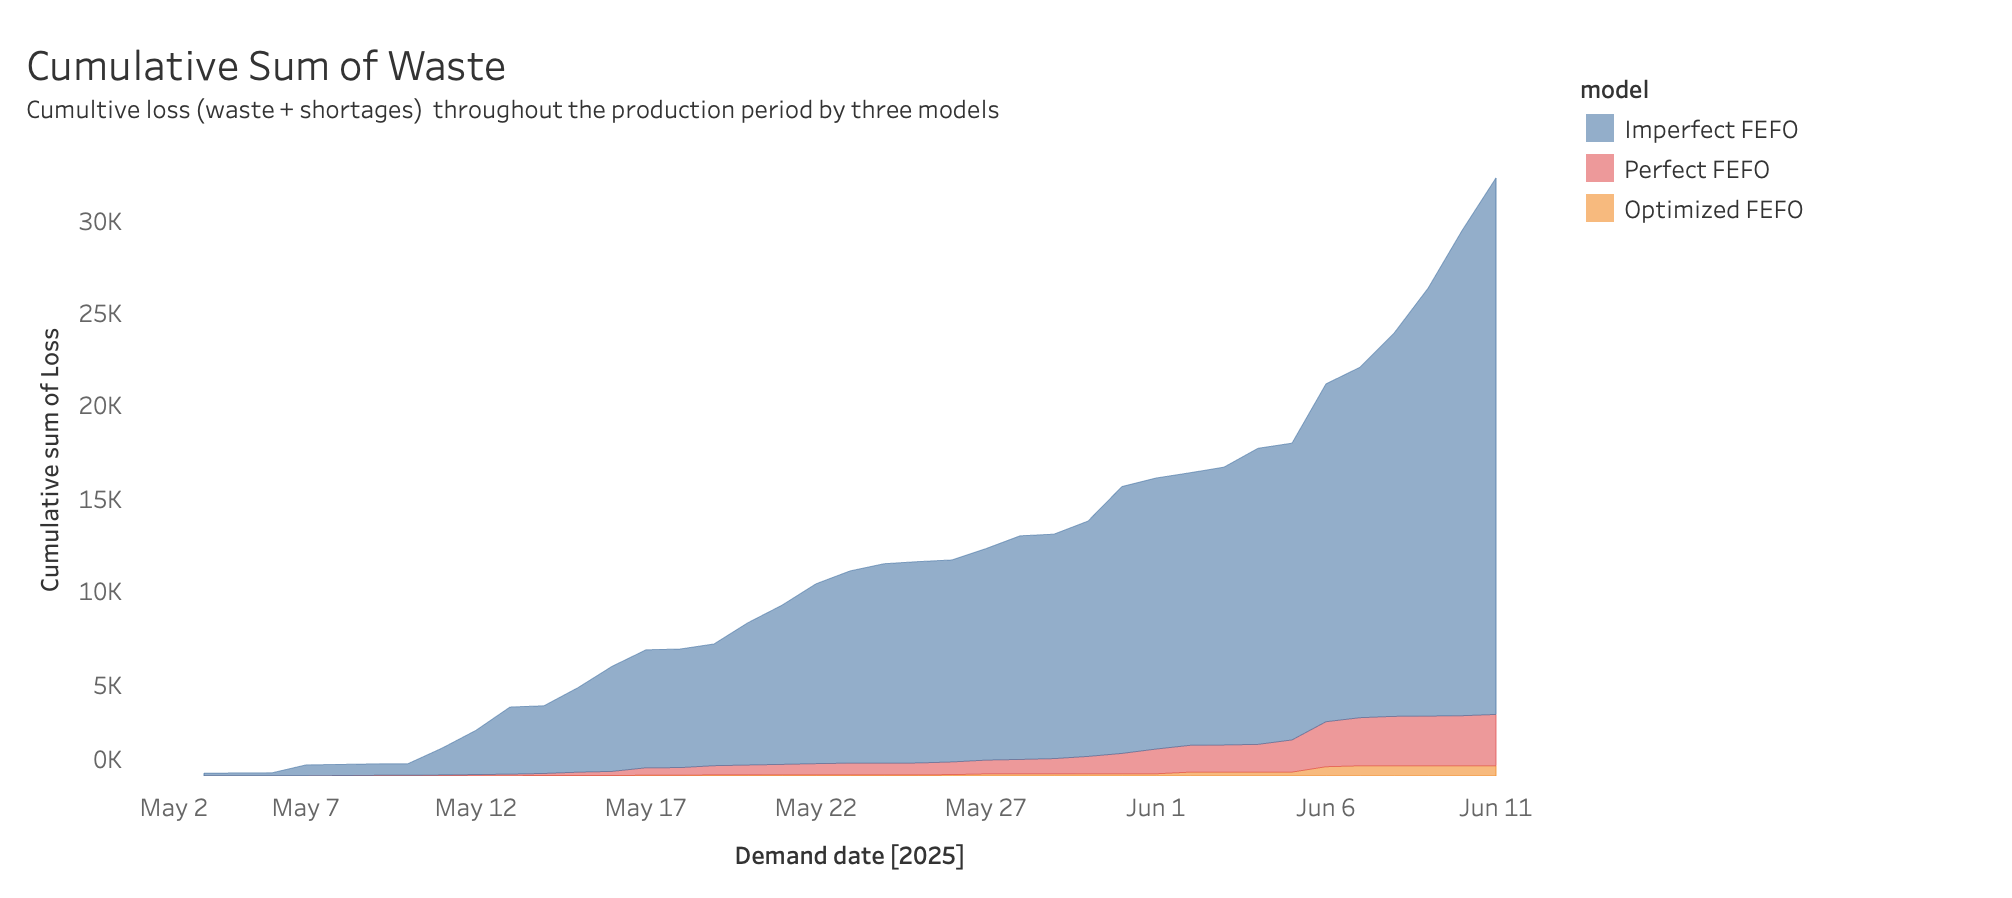 Cumulative Sum of Waste
Cumultive loss (waste + shortages)  throughout the production period by three models
model
Imperfect FEFO
Perfect FEFO
Optimized FEFO
Cumulative sum of Loss
30K
25K
20K
15K
10K
5K
0K
May 2 May 7 May 12 May 17 May 22 May 27 Jun 1 Jun 6 Jun 11
Demand date [2025]